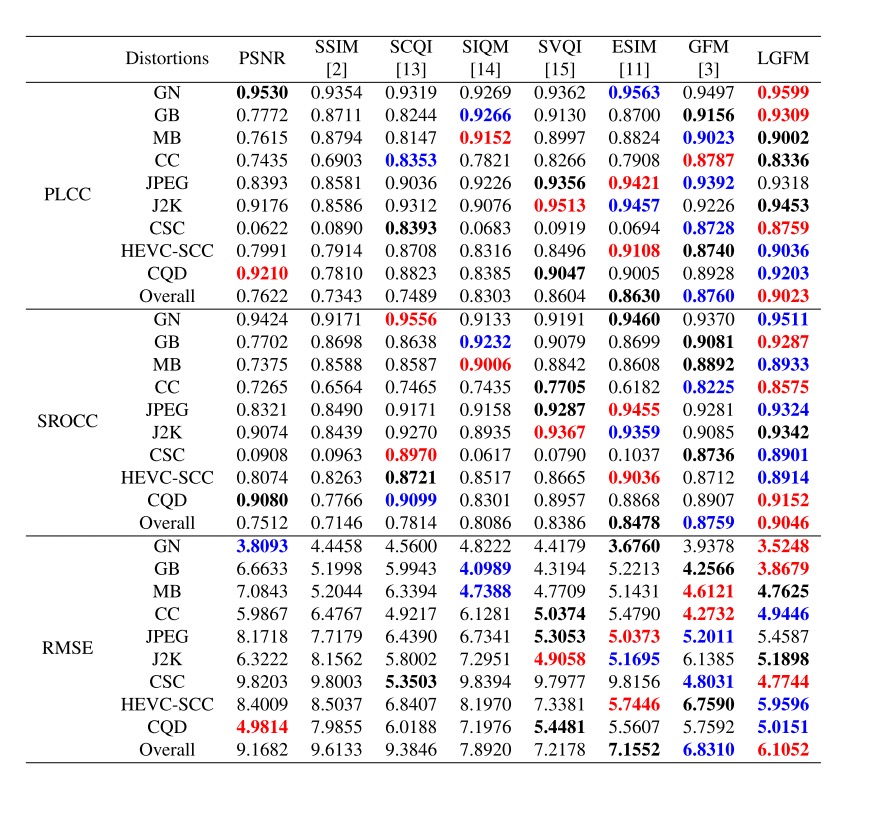 Distortions PSNR SSIM [2] SCQI [13] SIQM [14] SVQI [15] ESIM [11] GFM [3] LGFM
PLCC
GN 0.9530 0.9354 0.9319 0.9269 0.9362 0.9563 0.9497 0.9599
GB 0.7772 0.8711 0.8244 0.9266 0.9130 0.8700 0.9156 0.9309
MB 0.7615 0.8794 0.8147 0.9152 0.8997 0.8824 0.9023 0.9002
CC 0.7435 0.6903 0.8353 0.7821 0.8266 0.7908 0.8787 0.8336
JPEG 0.8393 0.8581 0.9036 0.9226 0.9356 0.9421 0.9392 0.9318
J2K 0.9176 0.8586 0.9312 0.9076 0.9513 0.9457 0.9226 0.9453
CSC 0.0622 0.0890 0.8393 0.0683 0.0919 0.0694 0.8728 0.8759
HEVC-SCC 0.7991 0.7914 0.8708 0.8316 0.8496 0.9108 0.8740 0.9036
CQD 0.9210 0.7810 0.8823 0.8385 0.9047 0.9005 0.8928 0.9203
Overall 0.7622 0.7343 0.7489 0.8303 0.8604 0.8630 0.8760 0.9023
SROCC
GN 0.9424 0.9171 0.9556 0.9133 0.9191 0.9460 0.9370 0.9511
GB 0.7702 0.8698 0.8638 0.9232 0.9079 0.8699 0.9081 0.9287
MB 0.7375 0.8588 0.8587 0.9006 0.8842 0.8608 0.8892 0.8933
CC 0.7265 0.6564 0.7465 0.7435 0.7705 0.6182 0.8225 0.8575
JPEG 0.8321 0.8490 0.9171 0.9158 0.9287 0.9455 0.9281 0.9324
J2K 0.9074 0.8439 0.9270 0.8935 0.9367 0.9359 0.9085 0.9342
CSC 0.0908 0.0963 0.8970 0.0617 0.0790 0.1037 0.8736 0.8901
HEVC-SCC 0.8074 0.8263 0.8721 0.8517 0.8665 0.9036 0.8712 0.8914
CQD 0.9080 0.7766 0.9099 0.8301 0.8957 0.8868 0.8907 0.9152
Overall 0.7512 0.7146 0.7814 0.8086 0.8386 0.8478 0.8759 0.9046
RMSE
GN 3.8093 4.4458 4.5600 4.8222 4.4179 3.6760 3.9378 3.5248
GB 6.6633 5.1998 5.9943 4.0989 4.3194 5.2213 4.2566 3.8679
MB 7.0843 5.2044 6.3394 4.7388 4.7709 5.1431 4.6121 4.7625
CC 5.9867 6.4767 4.9217 6.1281 5.0374 5.4790 4.2732 4.9446
JPEG 8.1718 7.7179 6.4390 6.7341 5.3053 5.0373 5.2011 5.4587
J2K 6.3222 8.1562 5.8002 7.2951 4.9058 5.1695 6.1385 5.1898
CSC 9.8203 9.8003 5.3503 9.8394 9.7977 9.8156 4.8031 4.7744
HEVC-SCC 8.4009 8.5037 6.8407 8.1970 7.3381 5.7446 6.7590 5.9596
CQD 4.9814 7.9855 6.0188 7.1976 5.4481 5.5607 5.7592 5.0151
Overall 9.1682 9.6133 9.3846 7.8920 7.2178 7.1552 6.8310 6.1052